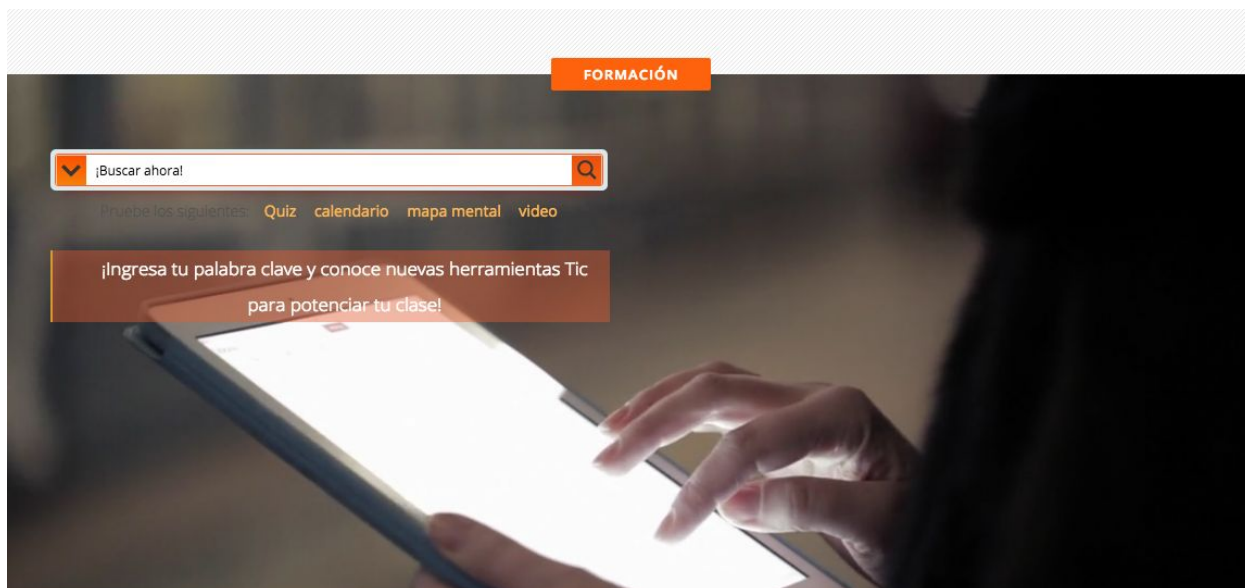 FORMACIÓN
¡Buscar ahora!
Pruebe los siguientes: Quiz calendario mapa mental video
¡Ingresa tu palabra clave y conoce nuevas herramientas Tic
para potenciar tu clase!